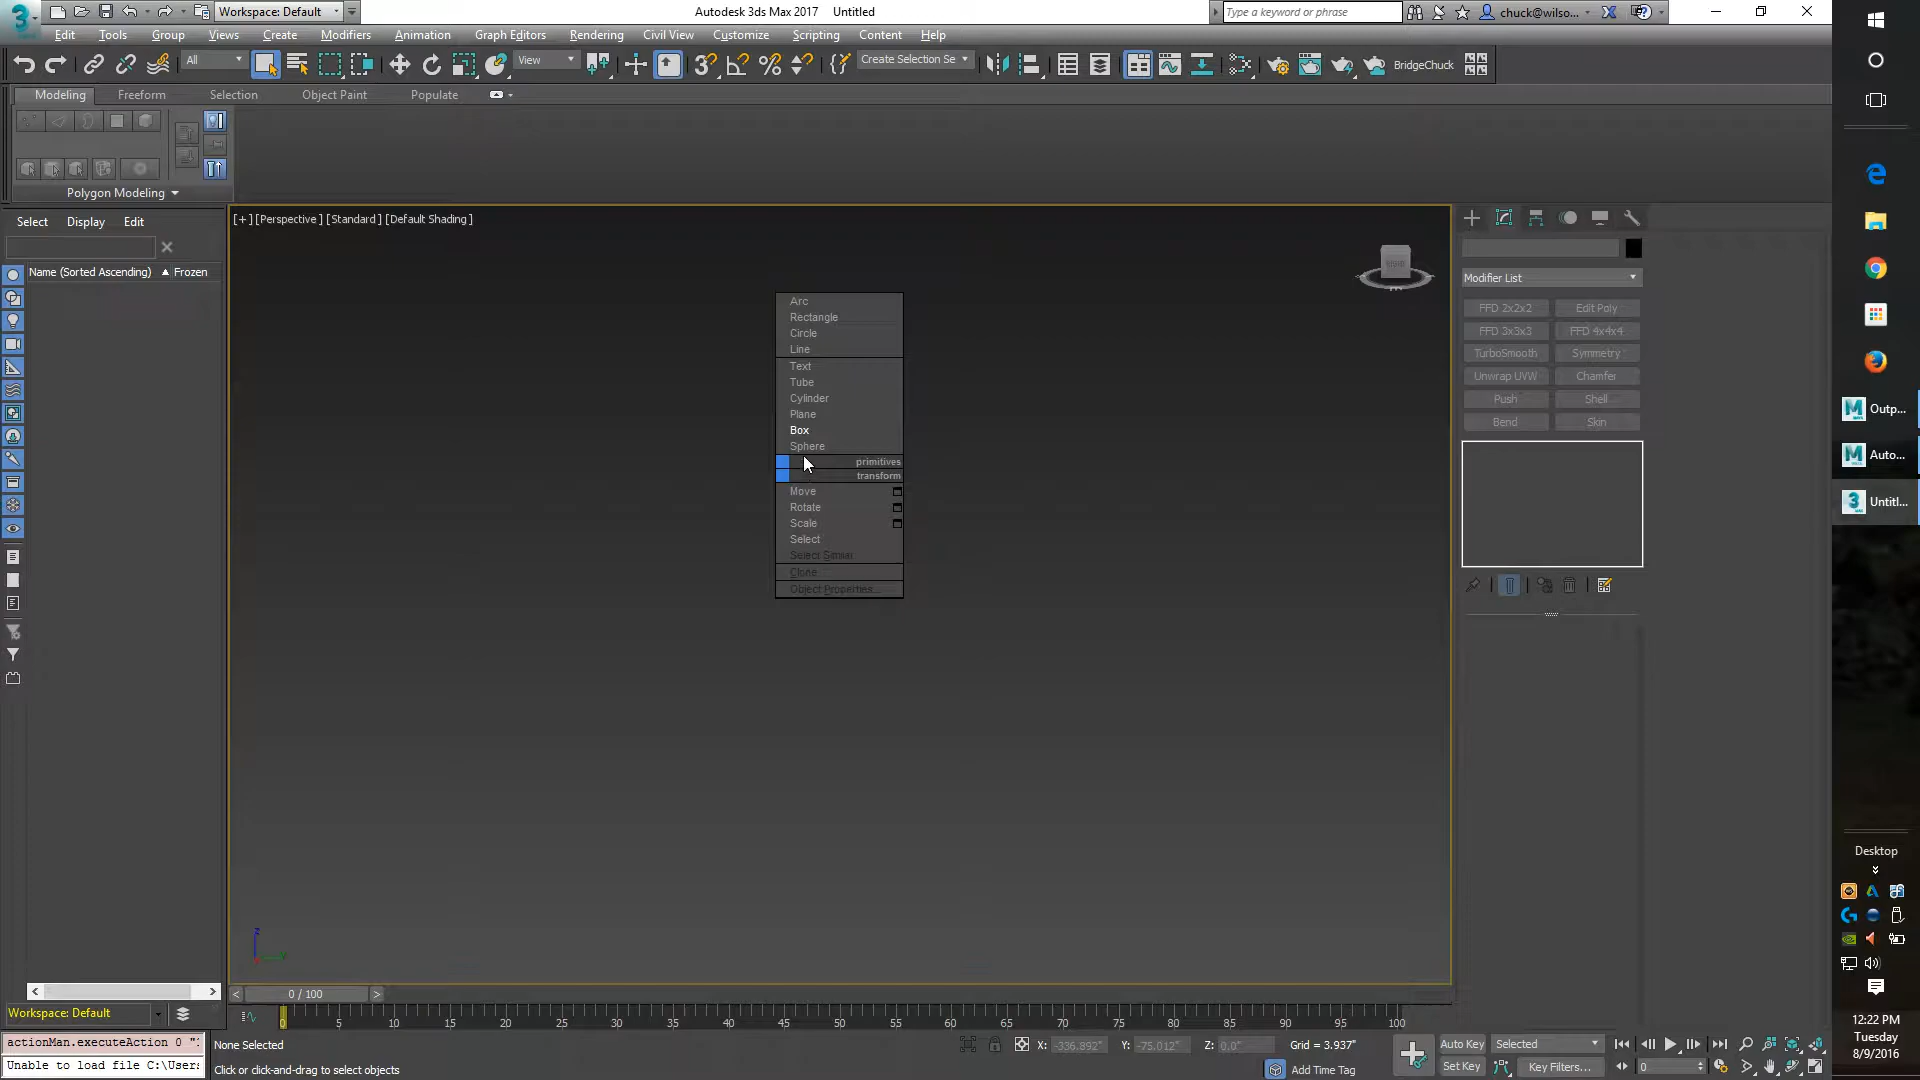 Workspace: Default
Autodesk 3ds Max 2017 Untitled
Type a keyword or phrase
chuck@wilso...
Edit Tools Group Views Create Modifiers Animation Graph Editors Rendering Civil View Customize Scripting Content Help
All
View
Create Selection Se
BridgeChuck
Modeling Freeform Selection Object Paint Populate
Polygon Modeling
Select Display Edit
Name (Sorted Ascending) Frozen
[+] [Perspective] [Standard] [Default Shading]
Arc
Rectangle
Circle
Line
Text
Tube
Cylinder
Plane
Box
Sphere
primitives
transform
Move
Rotate
Scale
Select
Select Similar
Clone
Object Properties...
Modifier List
FFD 2x2x2 Edit Poly
FFD 3x3x3 FFD 4x4x4
TurboSmooth Symmetry
Unwrap UVW Chamfer
Push Shell
Bend Skin
Outp...
Auto...
Untitl...
Desktop
12:22 PM
Tuesday
8/9/2016
0 / 100
Workspace: Default
0 5 10 15 20 25 30 35 40 45 50 55 60 65 70 75 80 85 90 95 100
actionMan.executeAction 0 "
Unable to load file C:\Users
None Selected
Click or click-and-drag to select objects
X: -336.892" Y: -75.012" Z: 0.0" Grid = 3.937"
Add Time Tag
Auto Key Selected
Set Key Key Filters...
0